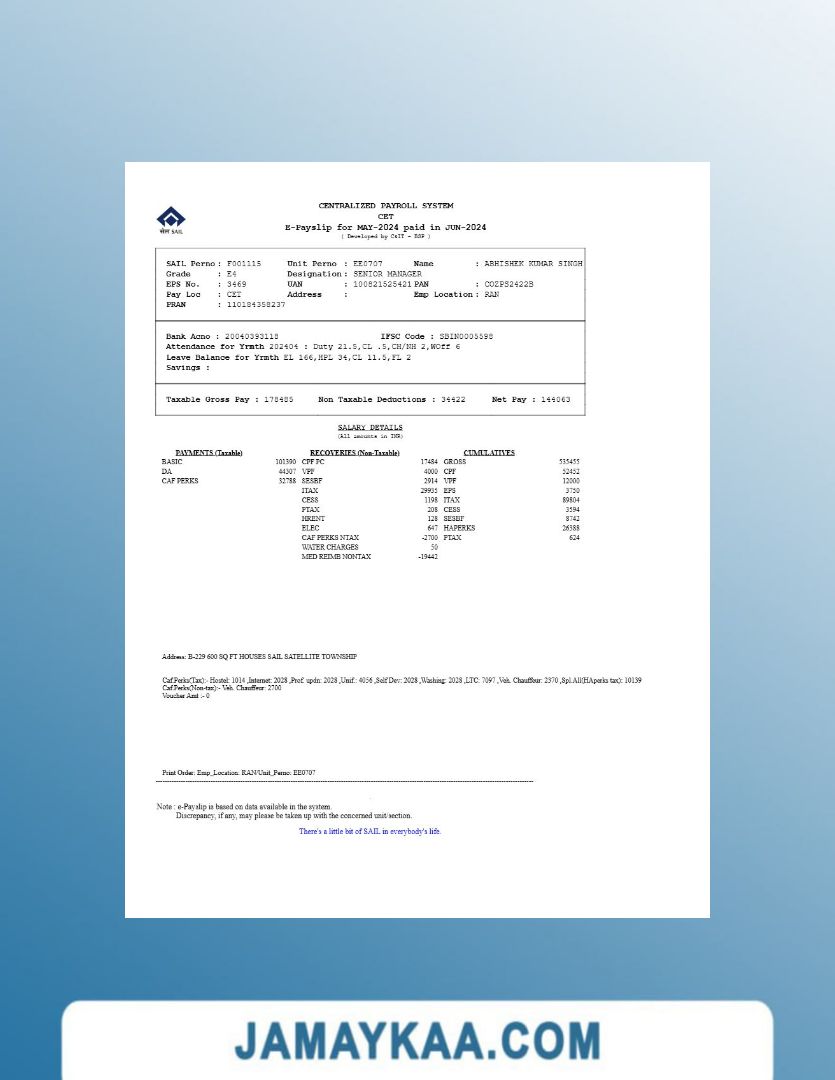 CENTRALIZED PAYROLL SYSTEM
CET
E-Payslip for MAY-2024 paid in JUN-2024
( Developed by C&IT - BSP )
सेल SAIL
SAIL Perno : F001115 Unit Perno : EE0707 Name : ABHISHEK KUMAR SINGH
Grade : E4 Designation : SENIOR MANAGER
EPS No. : 3469 UAN : 100821525421 PAN : COZPS2422B
Pay Loc : CET Address : Emp Location : RAN
PRAN : 110184358237
Bank Acno : 20040393118 IFSC Code : SBIN0005598
Attendance for Yrmth 202404 : Duty 21.5,CL .5,CH/NH 2,WOff 6
Leave Balance for Yrmth EL 166,HPL 34,CL 11.5,FL 2
Savings :
Taxable Gross Pay : 178485 Non Taxable Deductions : 34422 Net Pay : 144063
SALARY DETAILS
(All amounts in INR)
PAYMENTS (Taxable) RECOVERIES (Non-Taxable) CUMULATIVES
BASIC 101390 CPF PC 17484 GROSS 535455
DA 44307 VPF 4000 CPF 52452
CAF PERKS 32788 SESBF 2914 VPF 12000
ITAX 29935 EPS 3750
CESS 1198 ITAX 89804
PTAX 208 CESS 3594
HRENT 128 SESBF 8742
ELEC 647 HAPERKS 26388
CAF PERKS NTAX -2700 PTAX 624
WATER CHARGES 50
MED REIMB NONTAX -19442
Address: B-229 600 SQ FT HOUSES SAIL SATELLITE TOWNSHIP
Caf.Perks(Tax):- Hostel: 1014 ,Internet: 2028 ,Prof. updn: 2028 ,Unif.: 4056 ,Self Dev: 2028 ,Washing: 2028 ,LTC: 7097 ,Veh. Chauffeur: 2370 ,Spl.All(HAperks tax): 10139
Caf.Perks(Non-tax):- Veh. Chauffeur: 2700
Voucher Amt :- 0
Print Order: Emp_Location: RAN/Unit_Perno: EE0707
Note : e-Payslip is based on data available in the system.
Discrepancy, if any, may please be taken up with the concerned unit/section.
There's a little bit of SAIL in everybody's life.
JAMAYKAA.COM